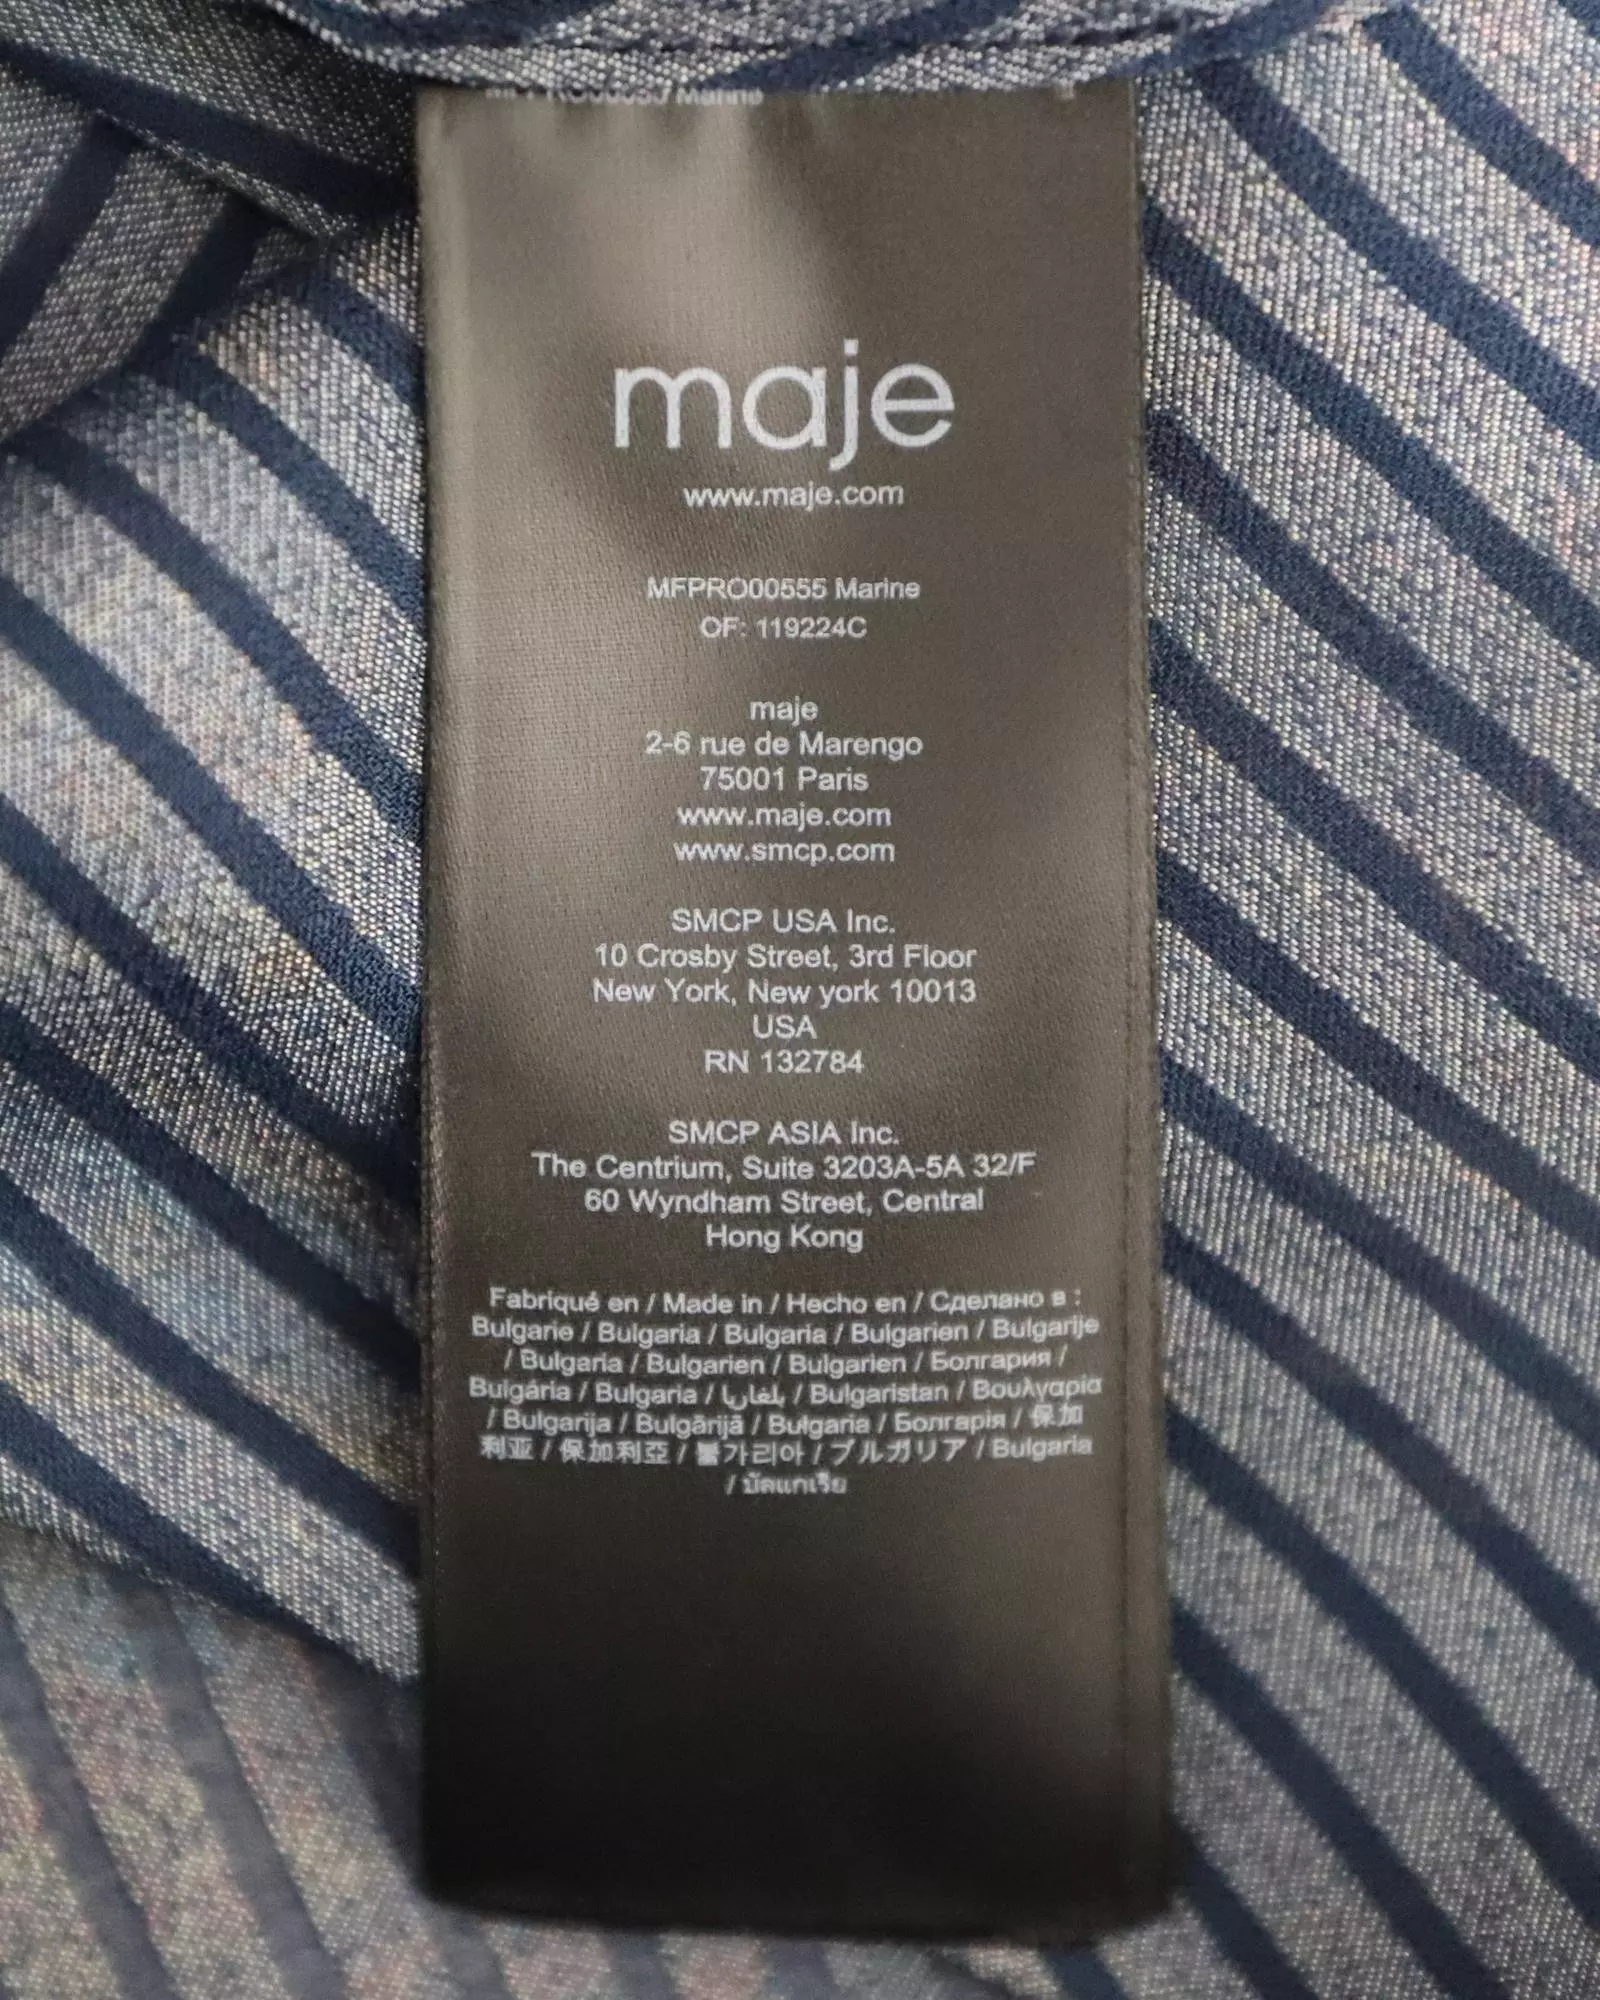 maje
www.maje.com
MFPRO00555 Marine
OF: 119224C
maje
2-6 rue de Marengo
75001 Paris
www.maje.com
www.smcp.com
SMCP USA Inc.
10 Crosby Street, 3rd Floor
New York, New york 10013
USA
RN 132784
SMCP ASIA Inc.
The Centrium, Suite 3203A-5A 32/F
60 Wyndham Street, Central
Hong Kong
Fabriqué en / Made in / Hecho en / Сделано в :
Bulgarie / Bulgaria / Bulgaria / Bulgarien / Bulgarije
/ Bulgaria / Bulgarien / Bulgarien / Болгария /
Bulgária / Bulgaria / بلغاريا / Bulgaristan / Βουλγαρία
/ Bulgarija / Bulgārijā / Bulgaria / Болгарія / 保加
利亚 / 保加利亞 / 불가리아 / ブルガリア / Bulgaria
/ บัลแกเรีย